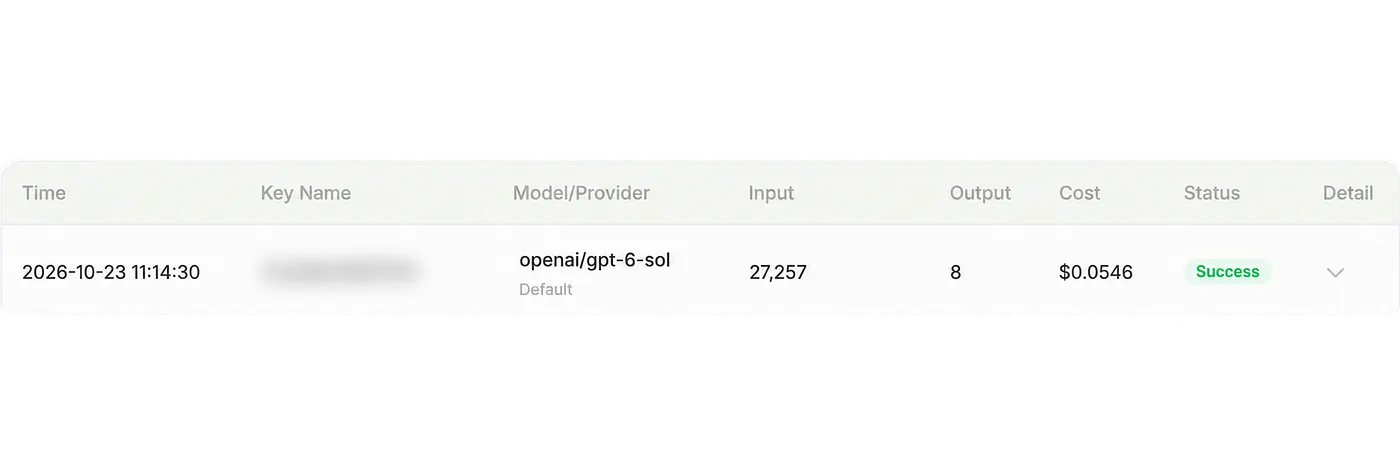 Time Key Name Model/Provider Input Output Cost Status Detail
2026-10-23 11:14:30 openai/gpt-6-sol 27,257 8 $0.0546 Success
Default